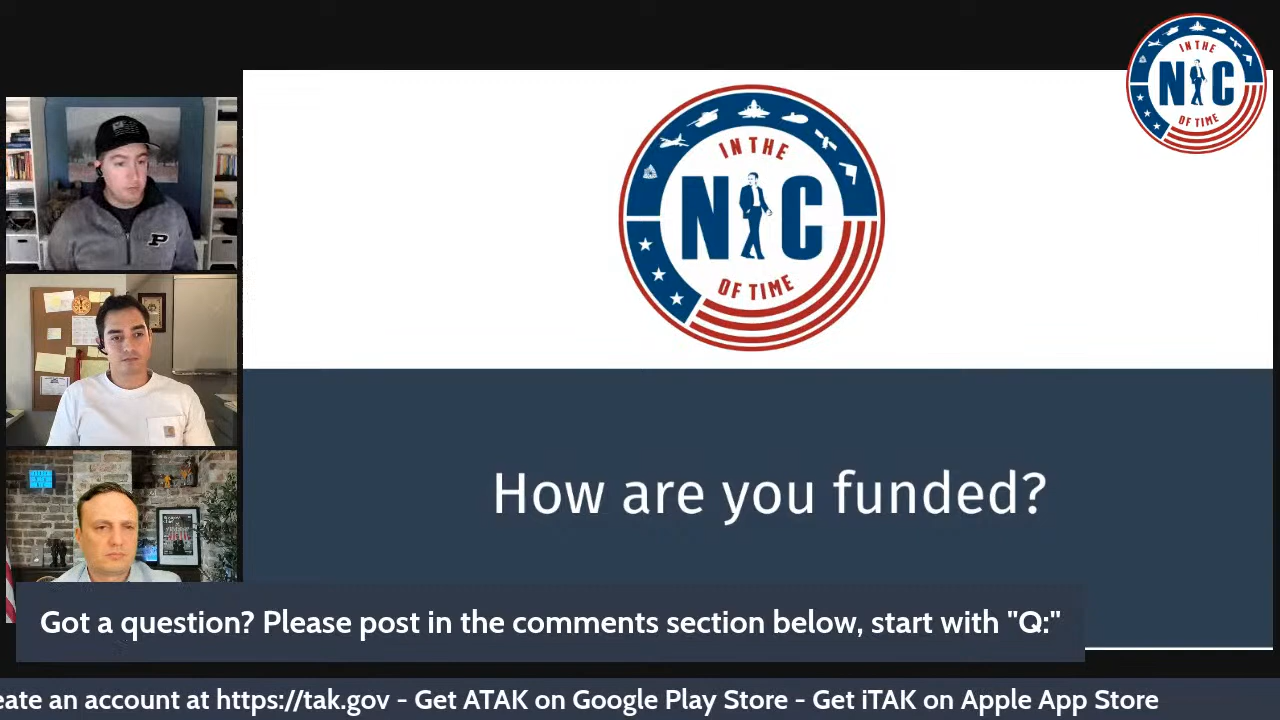 IN THE
NIC
OF TIME
IN THE
NIC
OF TIME
P
How are you funded?
Got a question? Please post in the comments section below, start with "Q:"
eate an account at https://tak.gov - Get ATAK on Google Play Store - Get iTAK on Apple App Store